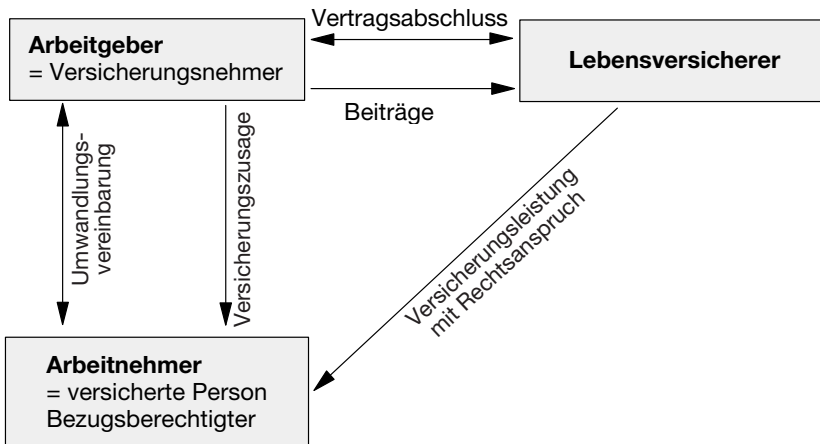 Vertragsabschluss
Arbeitgeber
= Versicherungsnehmer
Lebensversicherer
Beiträge
Umwandlungs-
vereinbarung
Versicherungszusage
Versicherungsleistung
mit Rechtsanspruch
Arbeitnehmer
= versicherte Person
Bezugsberechtigter